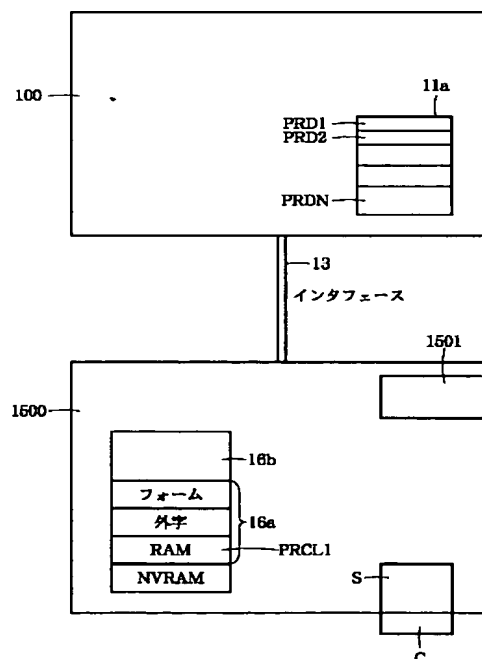 100
11a
PRD1
PRD2
PRDN
13
インタフェース
1501
1500
16b
フォーム
外字
16a
RAM
PRCL1
NVRAM
S
C